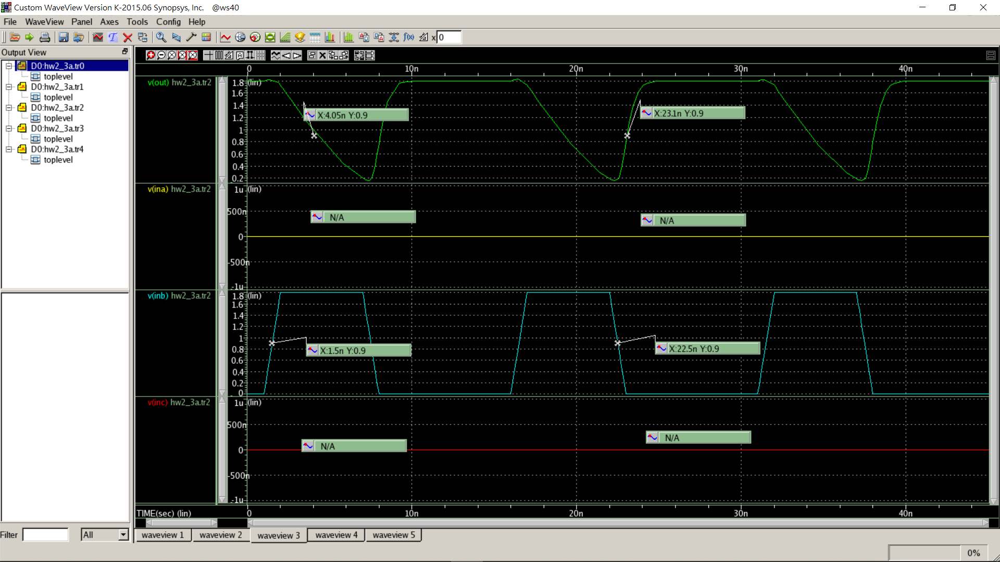 Custom WaveView Version K-2015.06 Synopsys, Inc. @ws40
File WaveView Panel Axes Tools Config Help
x 0
Output View
D0:hw2_3a.tr0
toplevel
D0:hw2_3a.tr1
toplevel
D0:hw2_3a.tr2
toplevel
D0:hw2_3a.tr3
toplevel
D0:hw2_3a.tr4
toplevel
0 10n 20n 30n 40n
v(out) hw2_3a.tr2
1.8 (lin)
1.6
1.4
1.2
1
0.8
0.6
0.4
0.2
X:4.05n Y:0.9
X:23.1n Y:0.9
v(ina) hw2_3a.tr2
1u (lin)
500n
0
-500n
-1u
N/A
N/A
v(inb) hw2_3a.tr2
1.8 (lin)
1.6
1.4
1.2
1
0.8
0.6
0.4
0.2
0
X:1.5n Y:0.9
X:22.5n Y:0.9
v(inc) hw2_3a.tr2
1u (lin)
500n
0
-500n
-1u
N/A
N/A
TIME(sec) (lin) 0 10n 20n 30n 40n
Filter All
waveview 1 waveview 2 waveview 3 waveview 4 waveview 5
0%